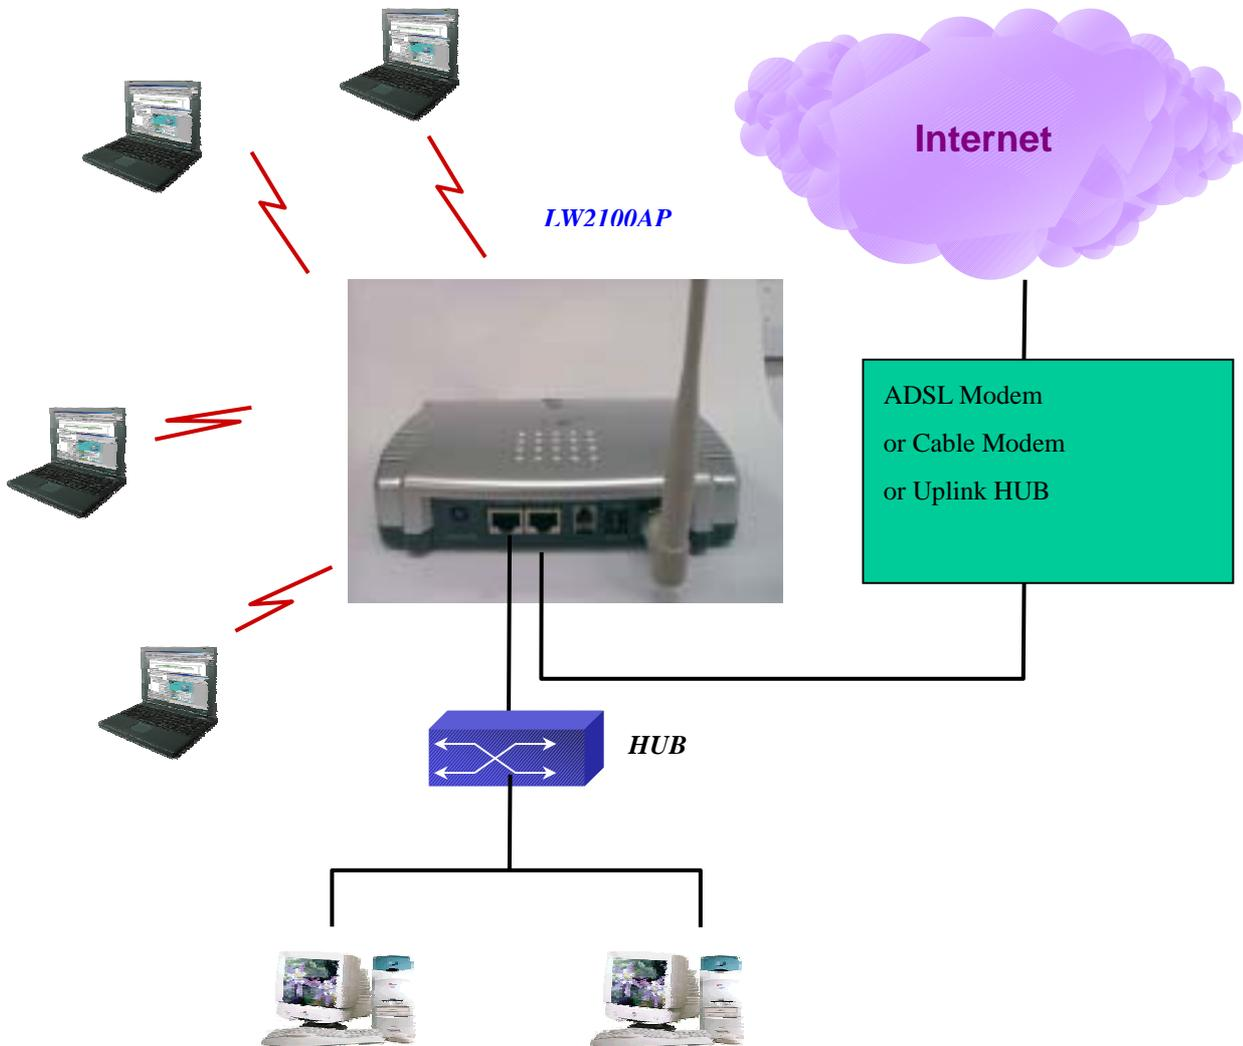 Internet
LW2100AP
ADSL Modem
or Cable Modem
or Uplink HUB
HUB